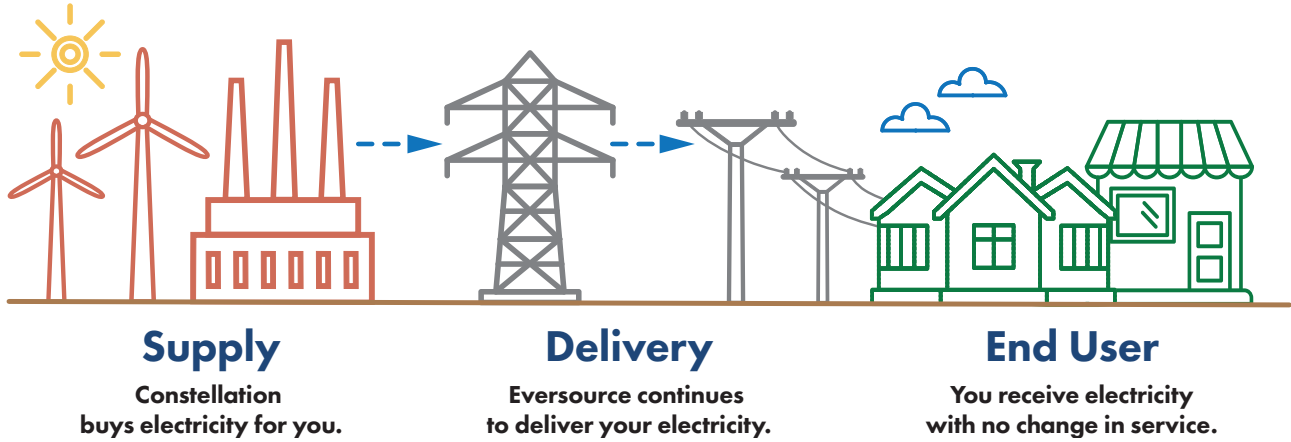 Supply
Constellation
buys electricity for you.
Delivery
Eversource continues
to deliver your electricity.
End User
You receive electricity
with no change in service.